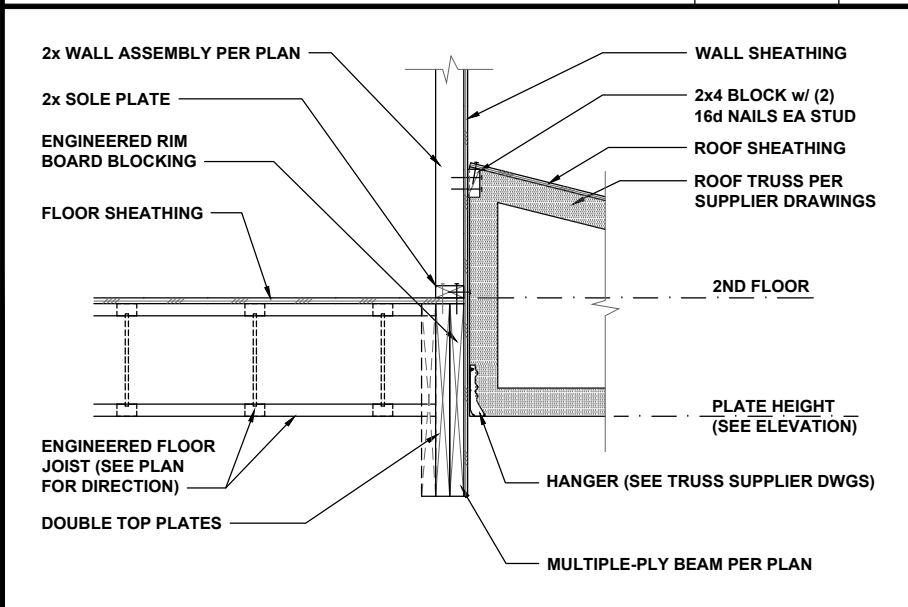 2x WALL ASSEMBLY PER PLAN
2x SOLE PLATE
ENGINEERED RIM
BOARD BLOCKING
FLOOR SHEATHING
ENGINEERED FLOOR
JOIST (SEE PLAN
FOR DIRECTION)
DOUBLE TOP PLATES
WALL SHEATHING
2x4 BLOCK w/ (2)
16d NAILS EA STUD
ROOF SHEATHING
ROOF TRUSS PER
SUPPLIER DRAWINGS
2ND FLOOR
PLATE HEIGHT
(SEE ELEVATION)
HANGER (SEE TRUSS SUPPLIER DWGS)
MULTIPLE-PLY BEAM PER PLAN